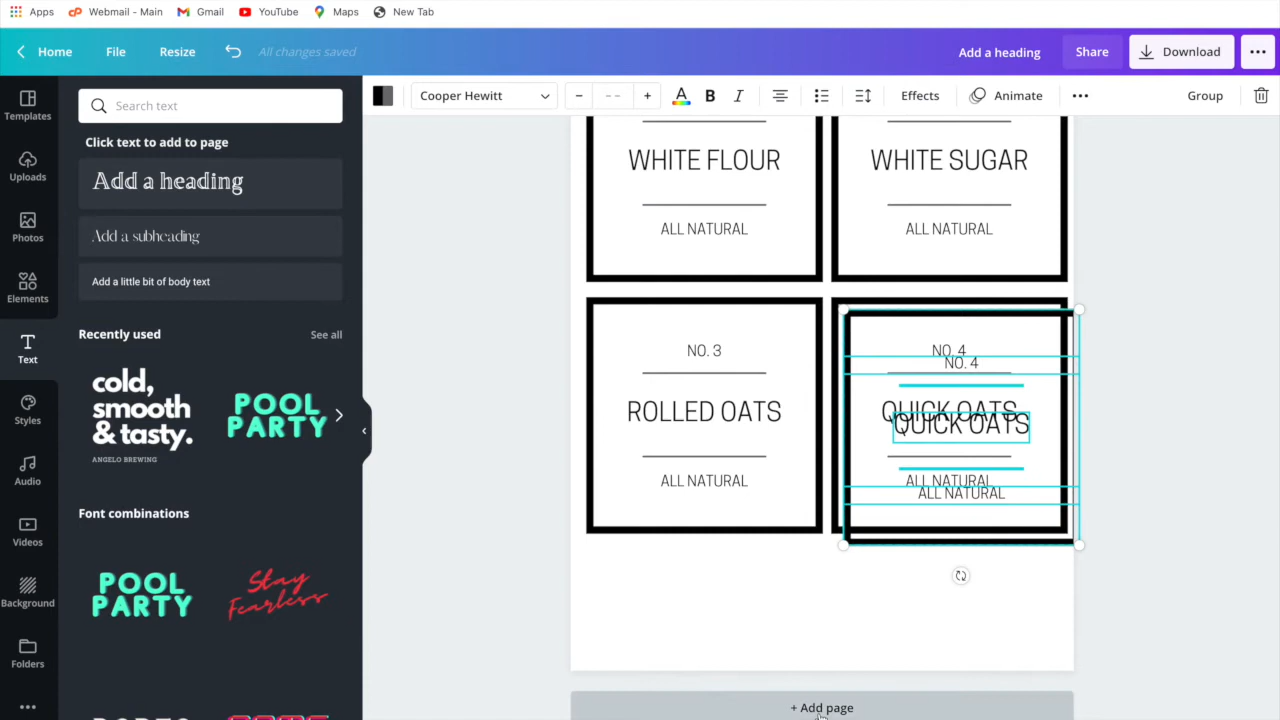 Apps Webmail - Main Gmail YouTube Maps New Tab
Home File Resize All changes saved Add a heading Share Download
Templates
Uploads
Photos
Elements
Text
Styles
Audio
Videos
Background
Folders
Search text
Click text to add to page
Add a heading
Add a subheading
Add a little bit of body text
Recently used See all
cold,
smooth
& tasty.
ANGELO BREWING
POOL
PARTY
Font combinations
POOL
PARTY
Stay
Fearless
Cooper Hewitt - -- + A B I Effects Animate Group
WHITE FLOUR
ALL NATURAL
WHITE SUGAR
ALL NATURAL
NO. 3
ROLLED OATS
ALL NATURAL
NO. 4
NO. 4
QUICK OATS
QUICK OATS
ALL NATURAL
ALL NATURAL
+ Add page